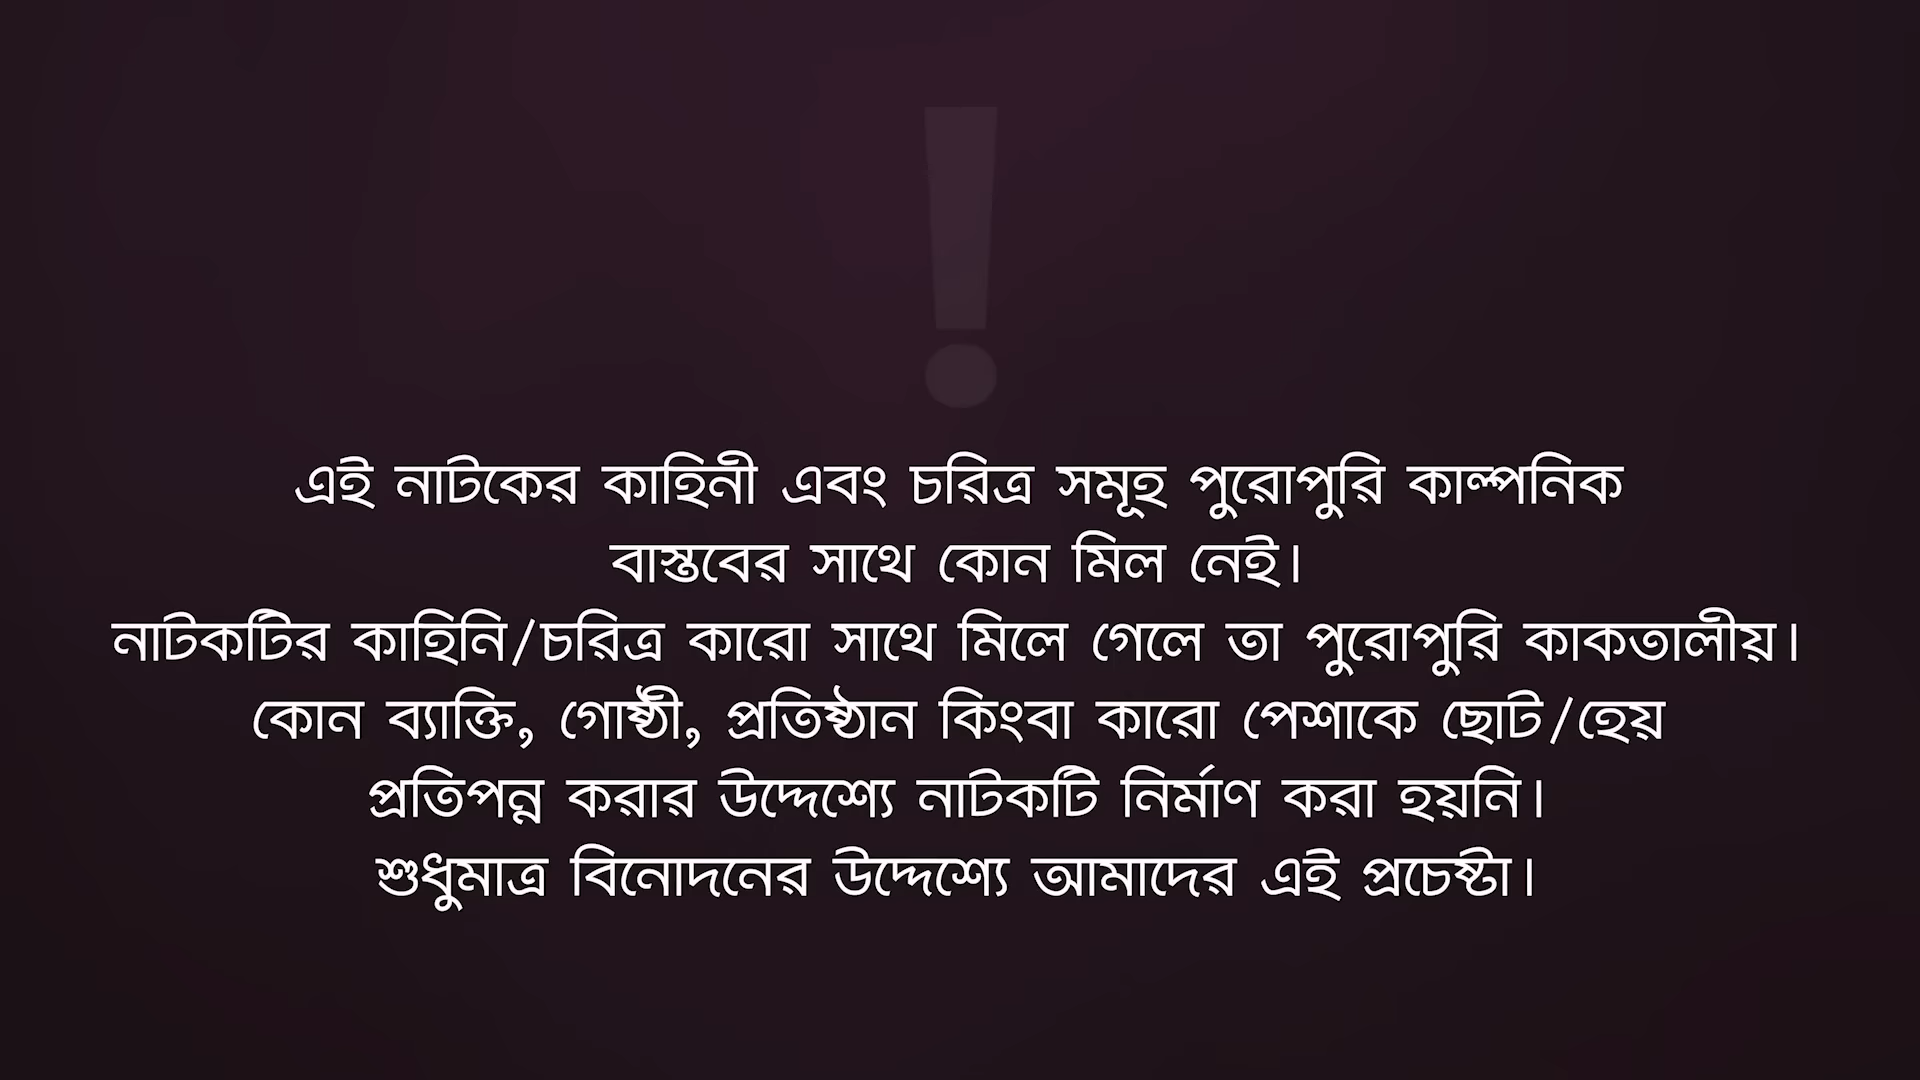 এই নাটকের কাহিনী এবং চরিত্র সমূহ পুরোপুরি কাল্পনিক
বাস্তবের সাথে কোন মিল নেই।
নাটকটির কাহিনি/চরিত্র কারো সাথে মিলে গেলে তা পুরোপুরি কাকতালীয়।
কোন ব্যাক্তি, গোষ্ঠী, প্রতিষ্ঠান কিংবা কারো পেশাকে ছোট/হেয়
প্রতিপন্ন করার উদ্দেশ্যে নাটকটি নির্মাণ করা হয়নি।
শুধুমাত্র বিনোদনের উদ্দেশ্যে আমাদের এই প্রচেষ্টা।